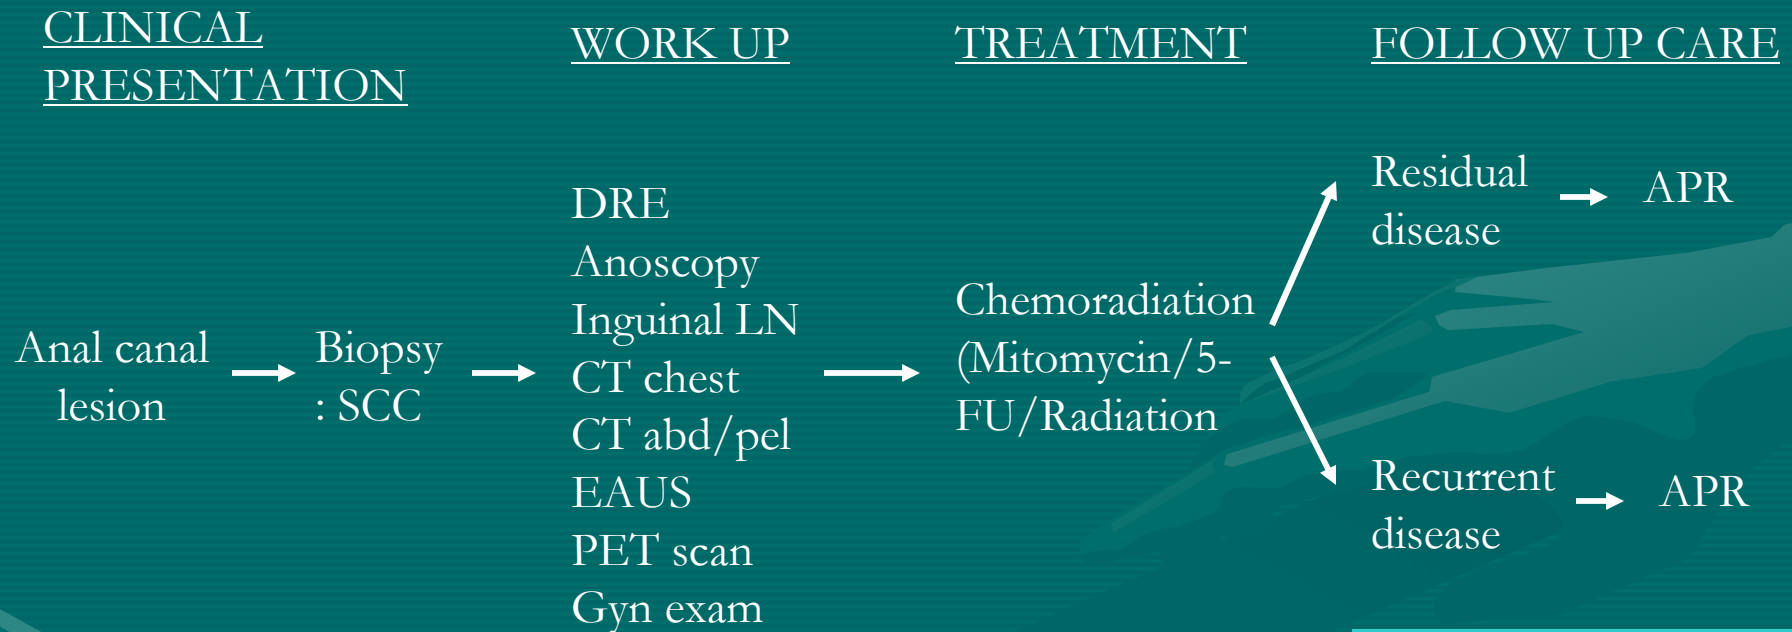 CLINICAL
PRESENTATION
WORK UP
TREATMENT
FOLLOW UP CARE
Anal canal
lesion
Biopsy
: SCC
DRE
Anoscopy
Inguinal LN
CT chest
CT abd/pel
EAUS
PET scan
Gyn exam
Chemoradiation
(Mitomycin/5-
FU/Radiation
Residual
disease
APR
Recurrent
disease
APR